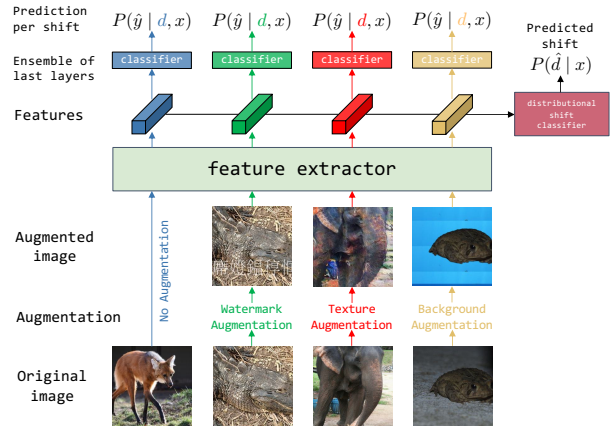 Prediction
per shift
P(ŷ | d, x)
P(ŷ | d, x)
P(ŷ | d, x)
P(ŷ | d, x)
Predicted
shift
P(d̂ | x)
Ensemble of
last layers
classifier
classifier
classifier
classifier
Features
distributional
shift
classifier
feature extractor
Augmented
image
No Augmentation
Augmentation
Watermark
Augmentation
Texture
Augmentation
Background
Augmentation
Original
image